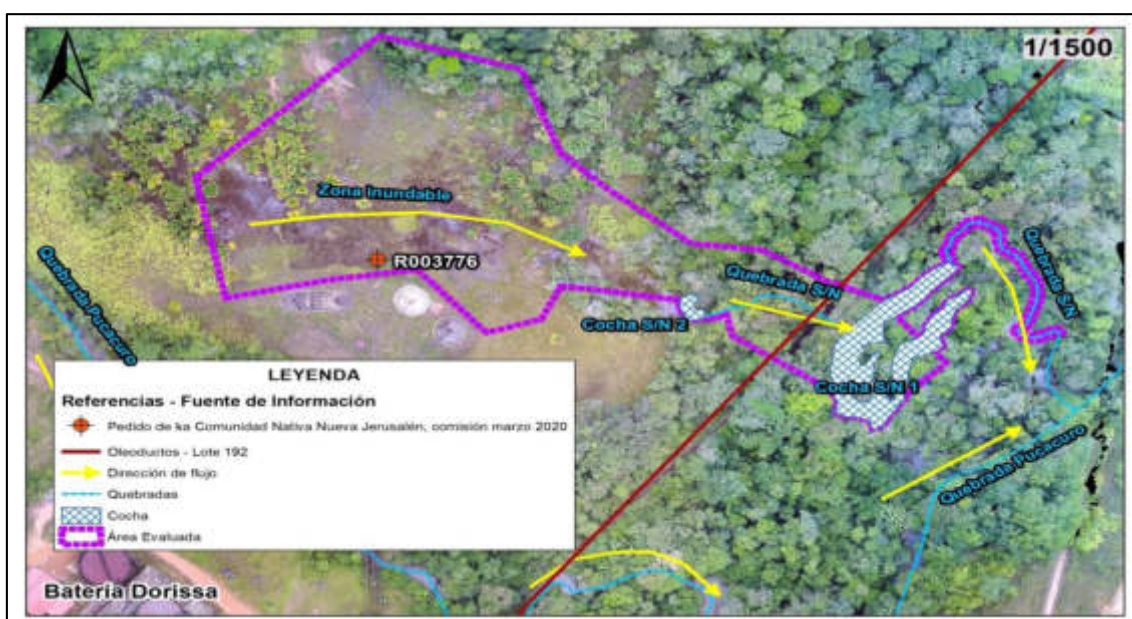 1/1500
Zona inundable
R003776
Quebrada Pucacuro
Quebrada S/N
Cocha S/N 2
Quebrada S/N
Cocha S/N 1
Quebrada Pucacuro
LEYENDA
Referencias - Fuente de Información
Pedido de ka Comunidad Nativa Nueva Jerusalén, comisión marzo 2020
Oleoductos - Lote 192
Dirección de flujo
Quebradas
Cocha
Área Evaluada
Batería Dorissa